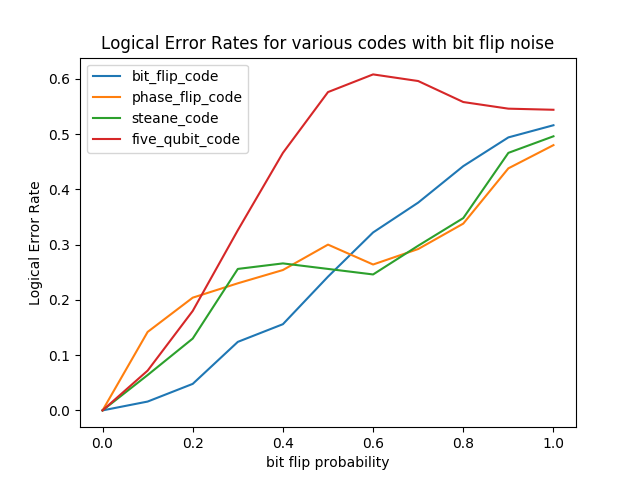 Logical Error Rates for various codes with bit flip noise
bit_flip_code
phase_flip_code
steane_code
five_qubit_code
Logical Error Rate
0.6
0.5
0.4
0.3
0.2
0.1
0.0
0.0 0.2 0.4 0.6 0.8 1.0
bit flip probability